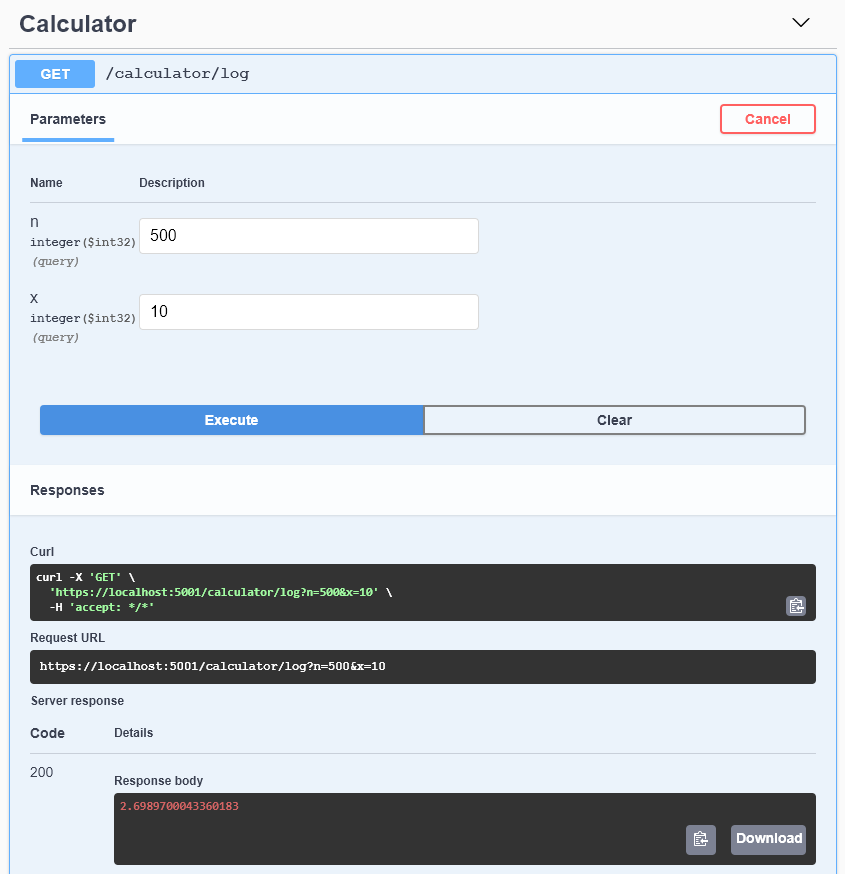 Calculator
GET /calculator/log
Parameters
Cancel
Name Description
n
integer($int32)
(query)
500
x
integer($int32)
(query)
10
Execute Clear
Responses
Curl
curl -X 'GET' \
'https://localhost:5001/calculator/log?n=500&x=10' \
-H 'accept: */*'
Request URL
https://localhost:5001/calculator/log?n=500&x=10
Server response
Code Details
200
Response body
2.6989700043360183
Download